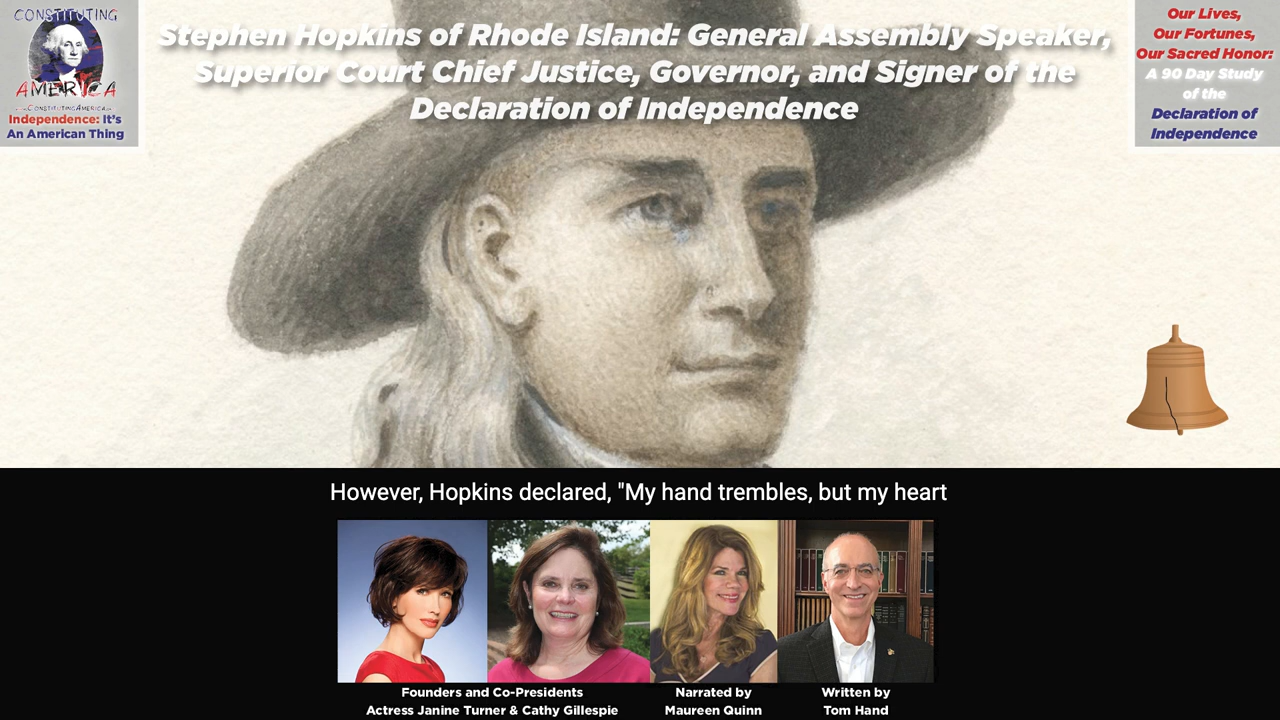 CONSTITUTING
AMERICA
ConstitutingAmerica.org
Independence: It's
An American Thing
Stephen Hopkins of Rhode Island: General Assembly Speaker,
Superior Court Chief Justice, Governor, and Signer of the
Declaration of Independence
Our Lives,
Our Fortunes,
Our Sacred Honor:
A 90 Day Study
of the
Declaration of
Independence
However, Hopkins declared, "My hand trembles, but my heart
Founders and Co-Presidents
Actress Janine Turner & Cathy Gillespie
Narrated by
Maureen Quinn
Written by
Tom Hand